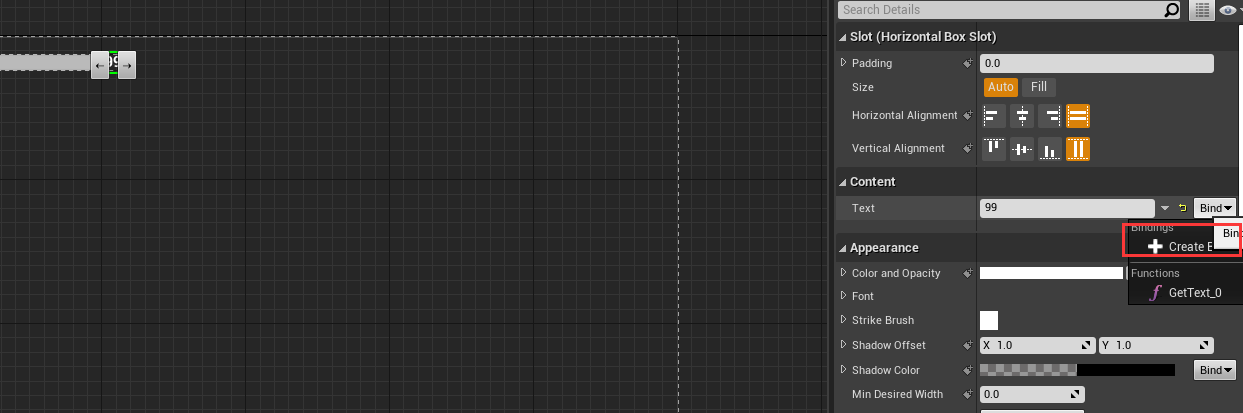 Search Details
Slot (Horizontal Box Slot)
Padding
0.0
Size
Auto
Fill
Horizontal Alignment
Vertical Alignment
Content
Text
99
Bind
Bindings
Bind
Create B
Appearance
Color and Opacity
Functions
GetText_0
Font
Strike Brush
Shadow Offset
X 1.0
Y 1.0
Shadow Color
Bind
Min Desired Width
0.0